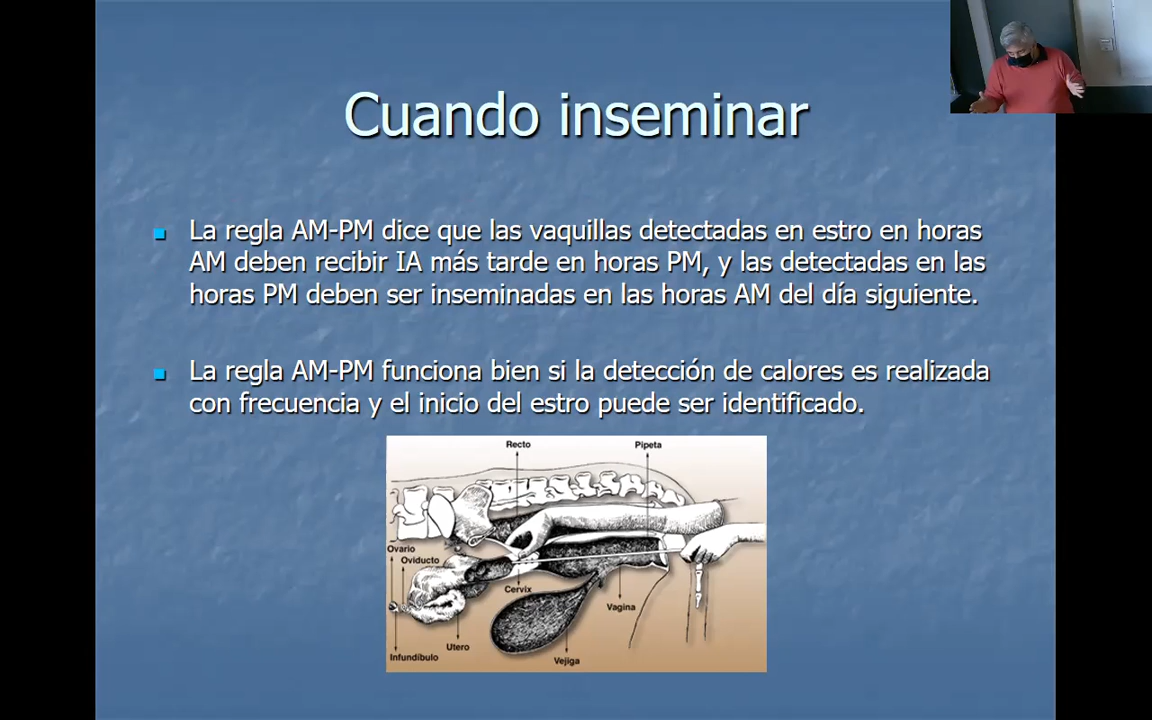 Cuando inseminar
La regla AM-PM dice que las vaquillas detectadas en estro en horas
AM deben recibir IA más tarde en horas PM, y las detectadas en las
horas PM deben ser inseminadas en las horas AM del día siguiente.
La regla AM-PM funciona bien si la detección de calores es realizada
con frecuencia y el inicio del estro puede ser identificado.
Recto
Pipeta
Ovario
Oviducto
Cervix
Vagina
Utero
Infundíbulo
Vejiga